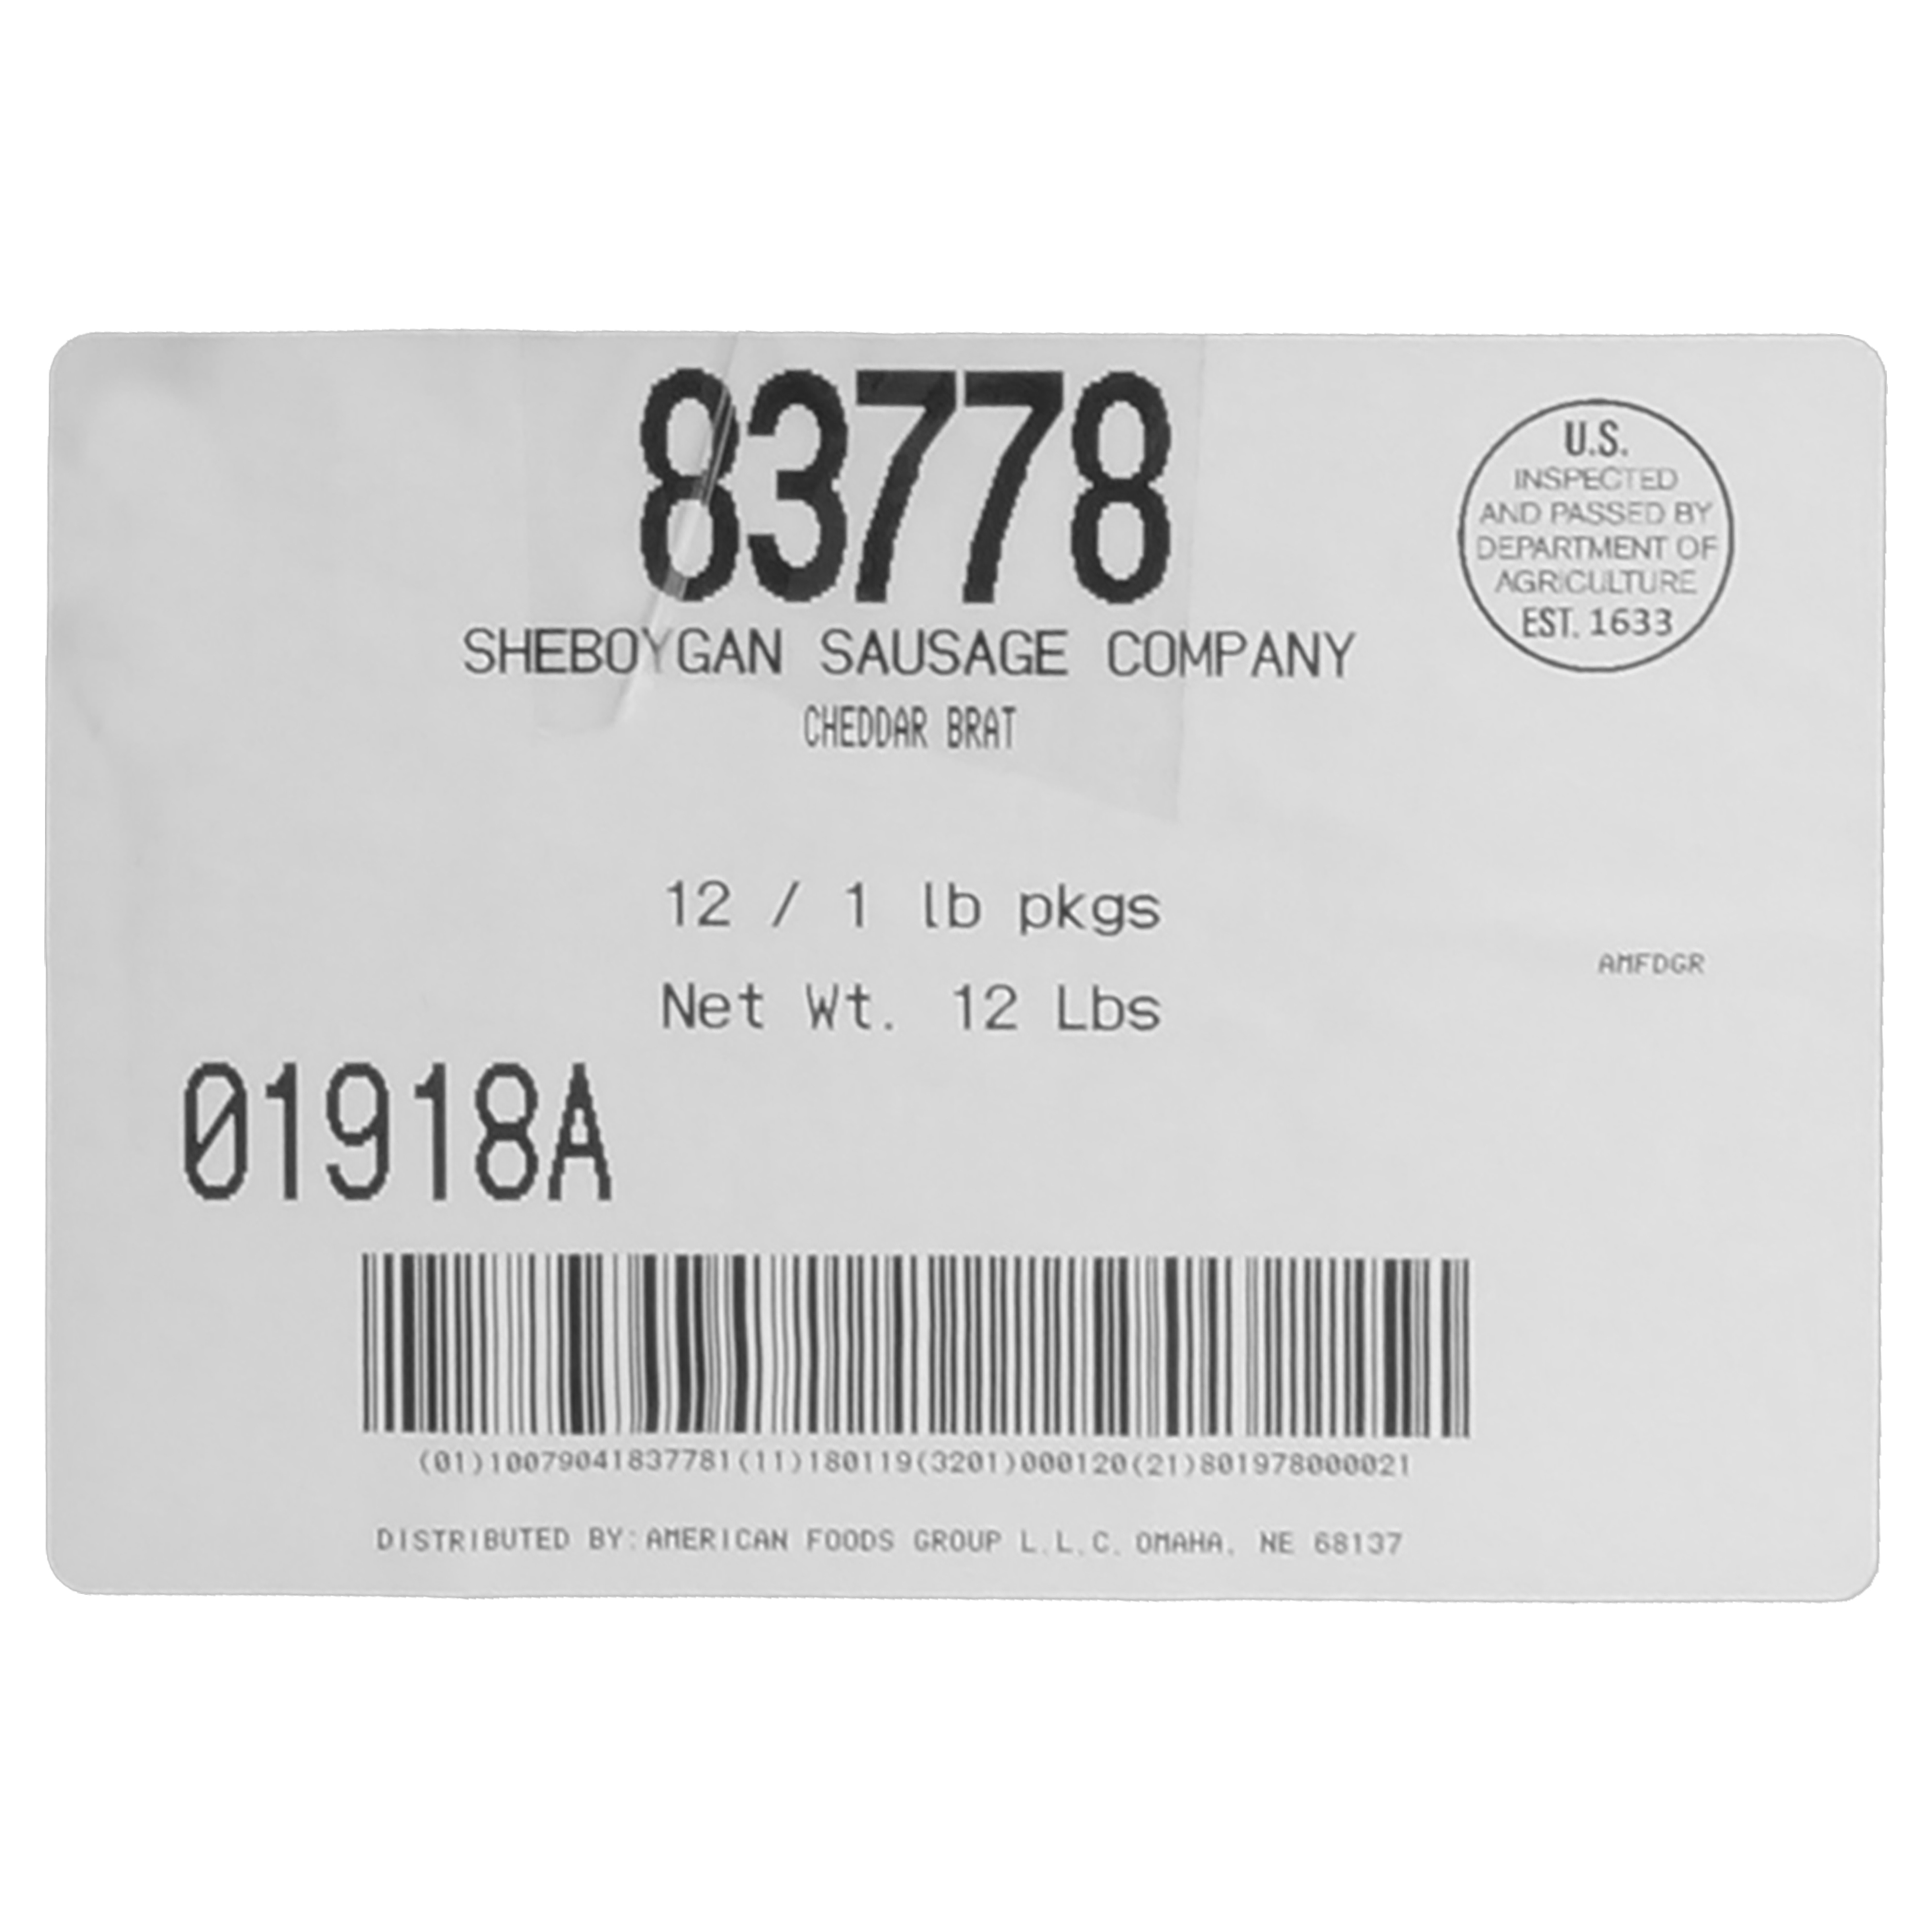 83778
SHEBOYGAN SAUSAGE COMPANY
CHEDDAR BRAT
U.S.
INSPECTED
AND PASSED BY
DEPARTMENT OF
AGRICULTURE
EST. 1633
12 / 1 lb pkgs
Net Wt. 12 Lbs
AMFDGR
01918A
(01)10079041837781(11)180119(3201)000120(21)801978000021
DISTRIBUTED BY:AMERICAN FOODS GROUP L.L.C. OMAHA, NE 68137